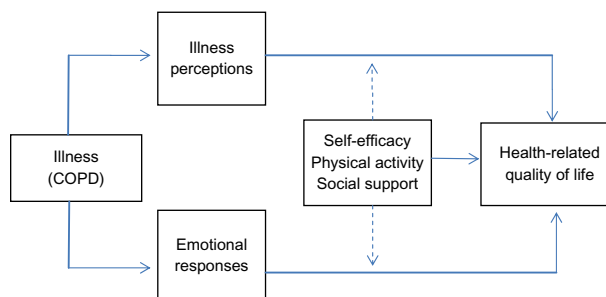 Illness
perceptions
Illness
(COPD)
Self-efficacy
Physical activity
Social support
Health-related
quality of life
Emotional
responses